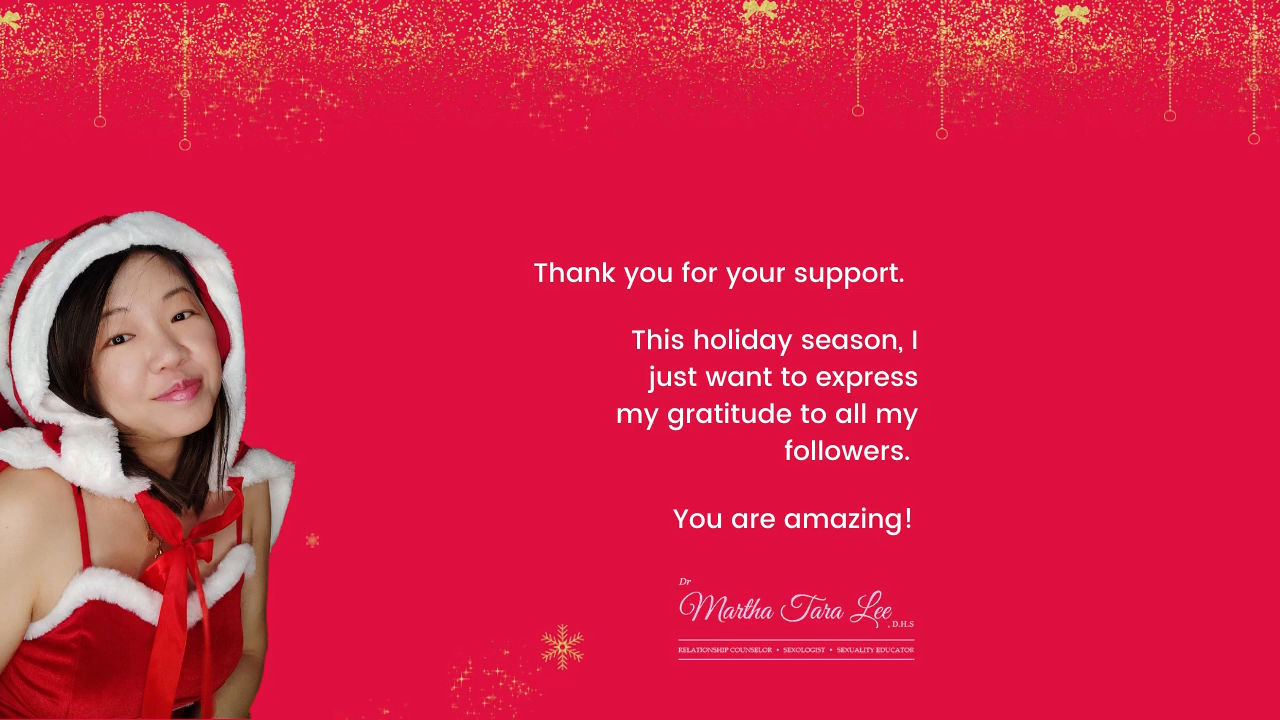 Thank you for your support.
This holiday season, I
just want to express
my gratitude to all my
followers.
You are amazing!
Dr
Martha Tara Lee, D.H.S
RELATIONSHIP COUNSELOR • SEXOLOGIST • SEXUALITY EDUCATOR